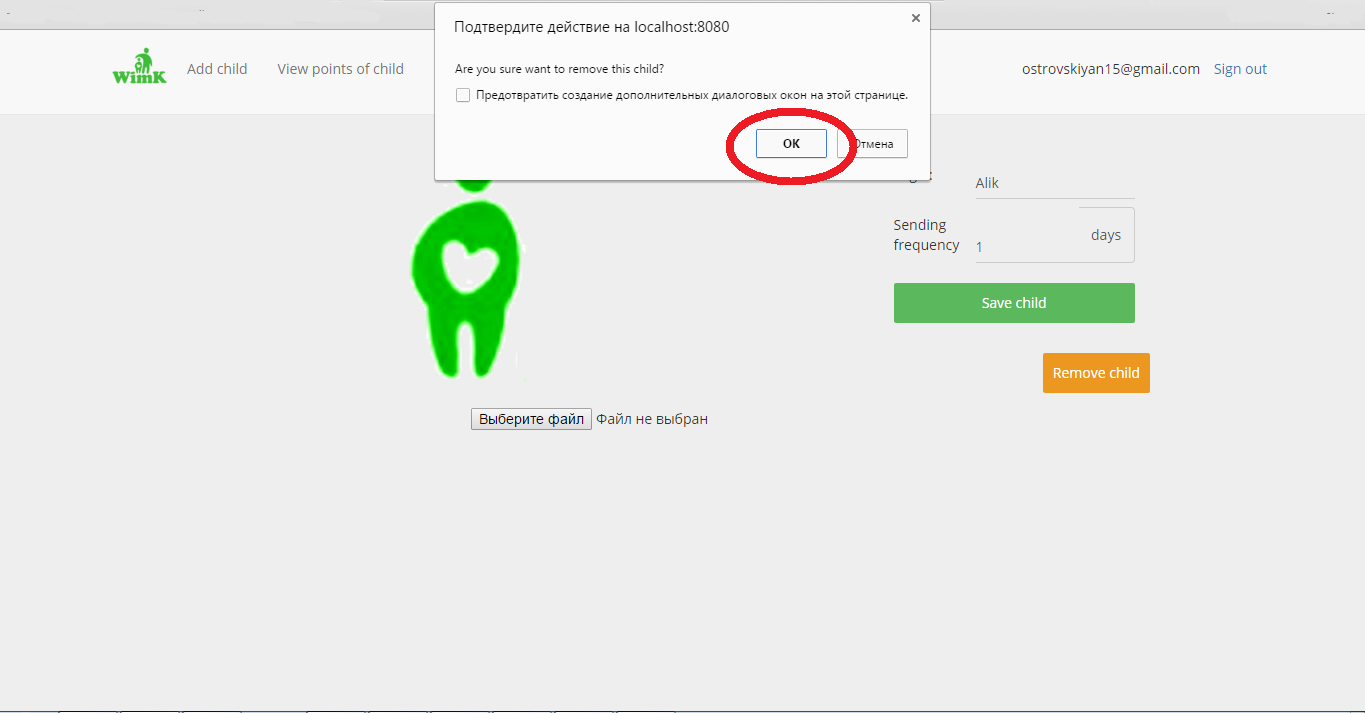 Подтвердите действие на localhost:8080
×
Are you sure want to remove this child?
Предотвратить создание дополнительных диалоговых окон на этой странице.
OK
Отмена
WimK
Add child
View points of child
ostrovskiyan15@gmail.com
Sign out
Alik
Sending
frequency
1
days
Save child
Remove child
Выберите файл Файл не выбран